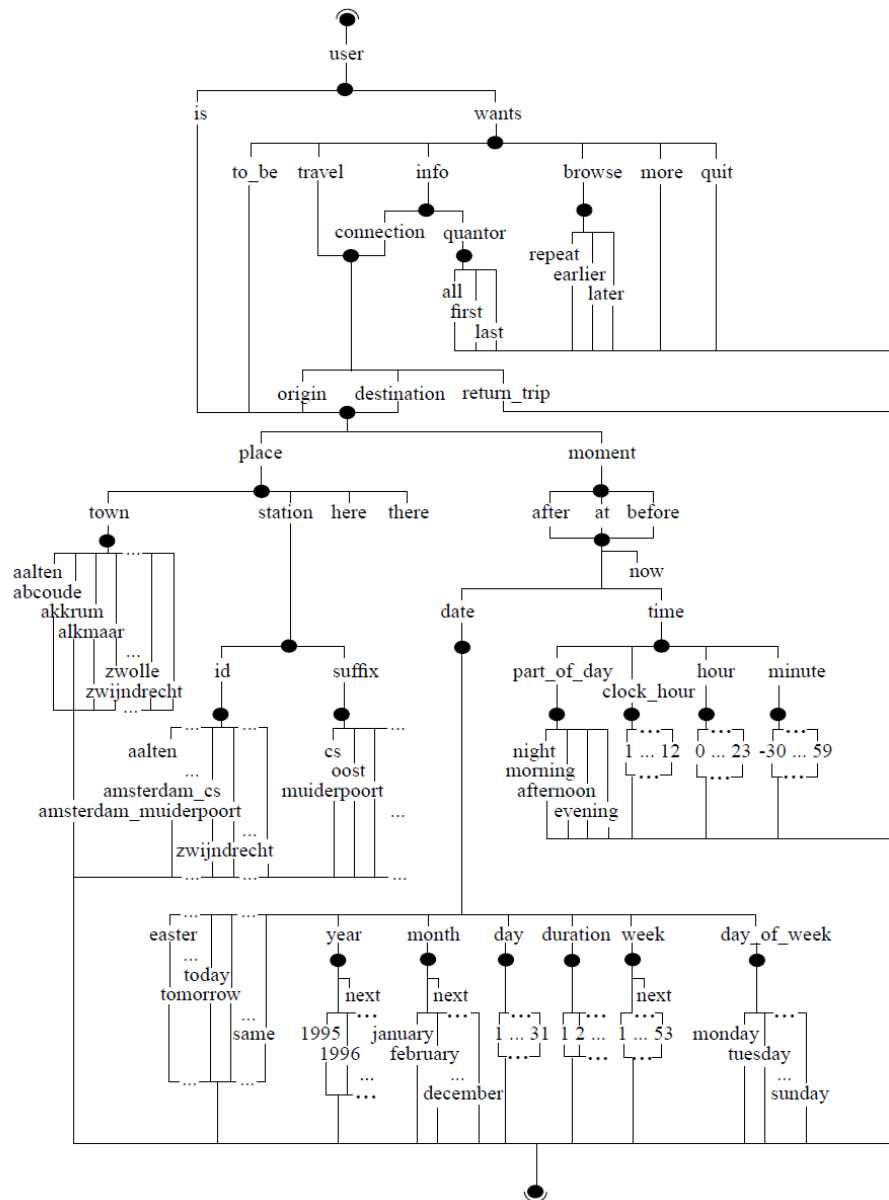 user
is wants
to_be travel info browse more quit
connection quantor
repeat
earlier
later
all
first
last
origin destination return_trip
place moment
town station here there after at before
now
aalten
abcoude
akkrum
alkmaar
...
...
zwolle
zwijndrecht
...
date time
id suffix part_of_day clock_hour hour minute
... ... ...
aalten
...
amsterdam_cs
amsterdam_muiderpoort
...
zwijndrecht
... ...
cs
oost
muiderpoort
...
...
night
morning
afternoon
evening
... ... ...
1 ... 12 0 ... 23 -30 ... 59
... ... ...
... ... ...
... ...
easter year month day duration week day_of_week
...
today
tomorrow
...
same
... ...
next next next
... ... ... ... ... ...
1995
1996
...
...
january
february
...
december
1 ... 31 1 2 ... 1 ... 53
... ... ...
monday
tuesday
...
sunday